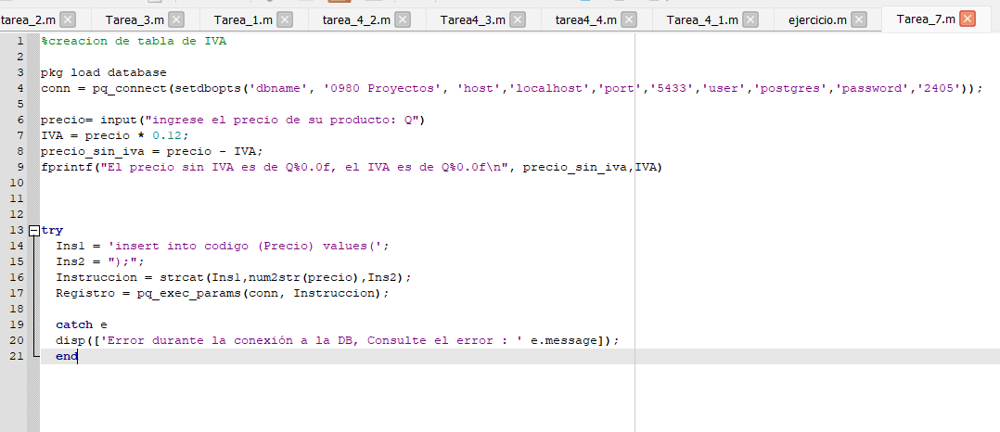 tarea_2.m Tarea_3.m Tarea_1.m tarea_4_2.m Tarea4_3.m tarea4_4.m Tarea_4_1.m ejercicio.m Tarea_7.m
1 %creacion de tabla de IVA
2
3 pkg load database
4 conn = pq_connect(setdbopts('dbname', '0980 Proyectos', 'host','localhost','port','5433','user','postgres','password','2405'));
5
6 precio= input("ingrese el precio de su producto: Q")
7 IVA = precio * 0.12;
8 precio_sin_iva = precio - IVA;
9 fprintf("El precio sin IVA es de Q%0.0f, el IVA es de Q%0.0f\n", precio_sin_iva,IVA)
10
11
12
13 try
14 Ins1 = 'insert into codigo (Precio) values(';
15 Ins2 = ");";
16 Instruccion = strcat(Ins1,num2str(precio),Ins2);
17 Registro = pq_exec_params(conn, Instruccion);
18
19 catch e
20 disp(['Error durante la conexión a la DB, Consulte el error : ' e.message]);
21 end